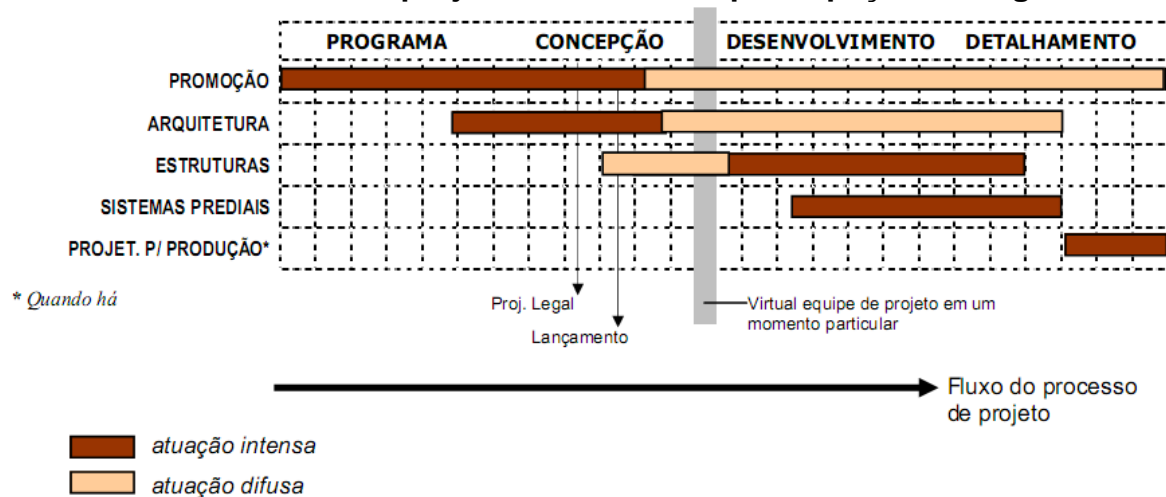 PROGRAMA CONCEPÇÃO DESENVOLVIMENTO DETALHAMENTO
PROMOÇÃO
ARQUITETURA
ESTRUTURAS
SISTEMAS PREDIAIS
PROJET. P/ PRODUÇÃO*
* Quando há
Proj. Legal
Lançamento
Virtual equipe de projeto em um
momento particular
Fluxo do processo
de projeto
atuação intensa
atuação difusa